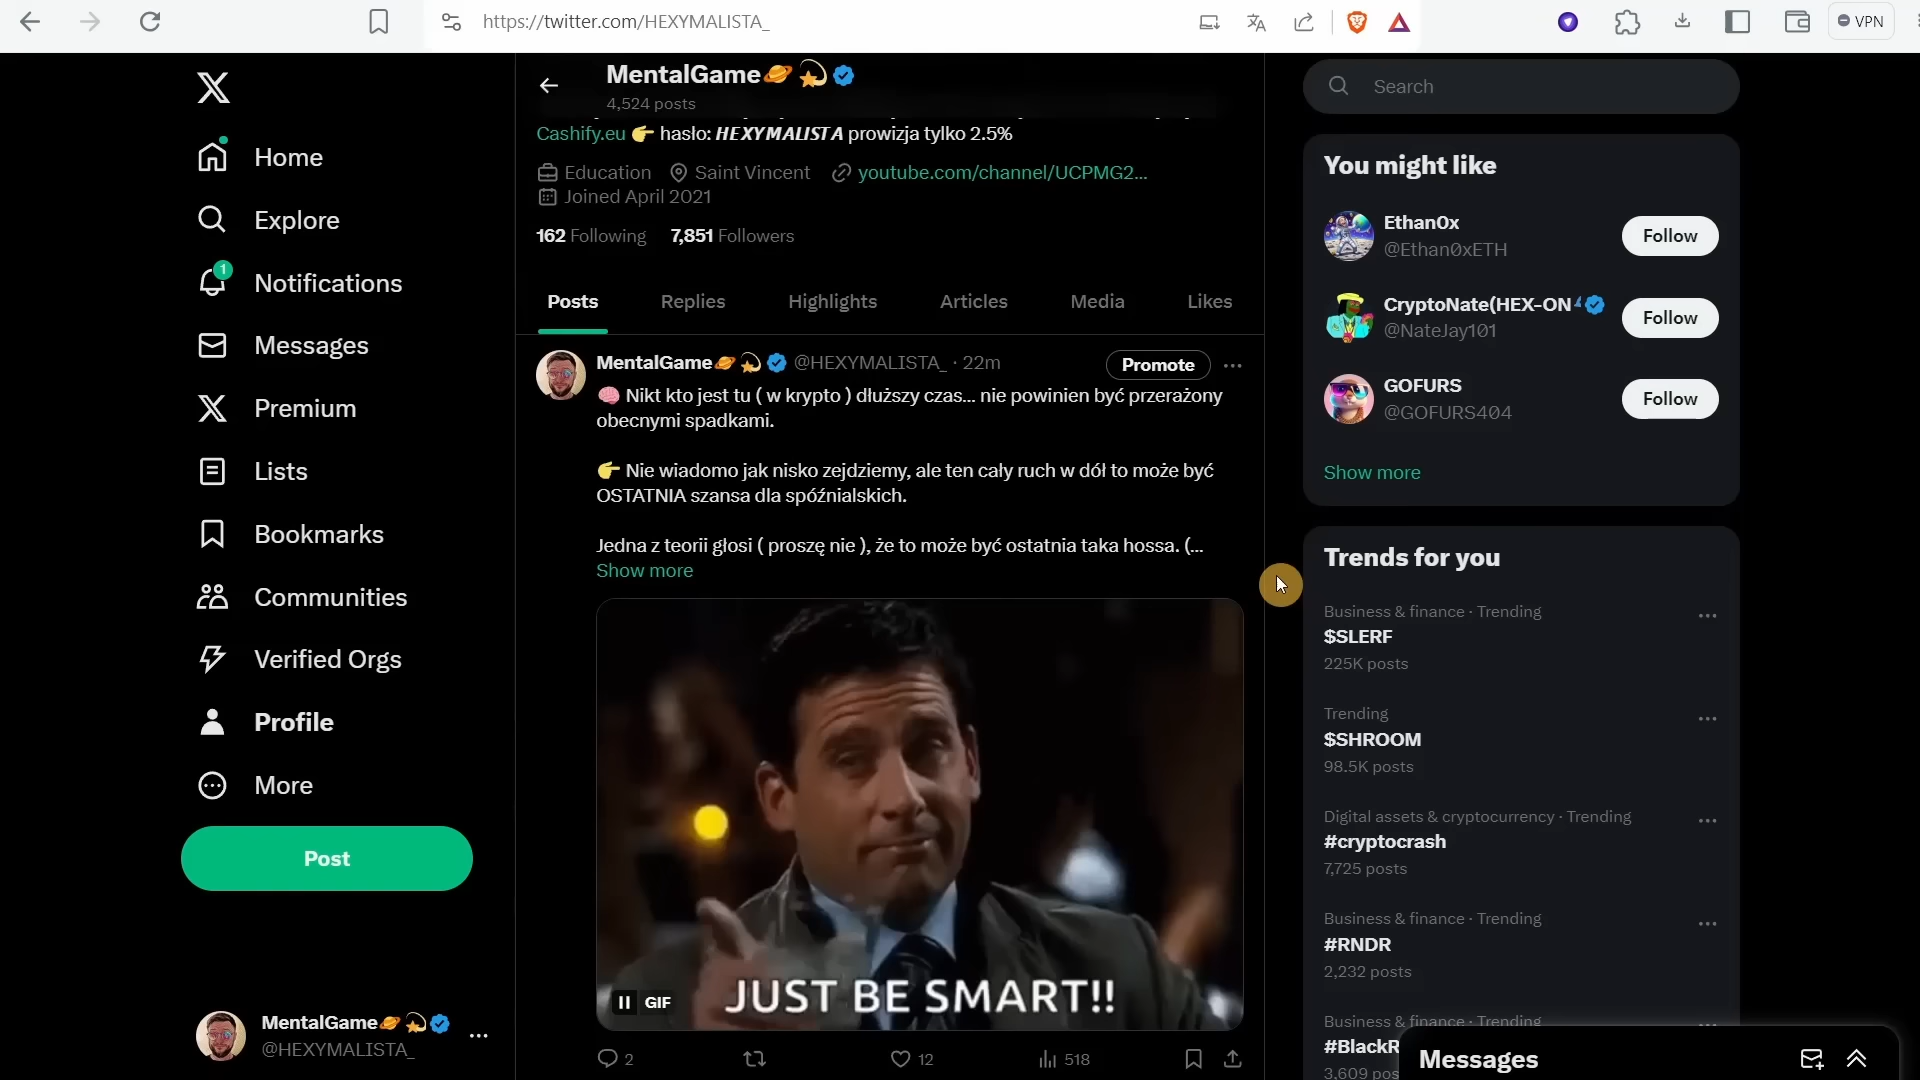 https://twitter.com/HEXYMALISTA_
VPN
Home
Explore
1
Notifications
Messages
Premium
Lists
Bookmarks
Communities
Verified Orgs
Profile
More
Post
MentalGame
@HEXYMALISTA_
MentalGame
4,524 posts
Cashify.eu 👉 hasło: HEXYMALISTA prowizja tylko 2.5%
Education Saint Vincent youtube.com/channel/UCPMG2...
Joined April 2021
162 Following 7,851 Followers
Posts Replies Highlights Articles Media Likes
MentalGame @HEXYMALISTA_ · 22m Promote
🧠 Nikt kto jest tu ( w krypto ) dłuższy czas... nie powinien być przerażony
obecnymi spadkami.
👉 Nie wiadomo jak nisko zejdziemy, ale ten cały ruch w dół to może być
OSTATNIA szansa dla spóźnialskich.
Jedna z teorii głosi ( proszę nie ), że to może być ostatnia taka hossa. (...
Show more
GIF JUST BE SMART!!
2 12 518
Search
You might like
Ethan0x
@Ethan0xETH
Follow
CryptoNate(HEX-ON
@NateJay101
Follow
GOFURS
@GOFURS404
Follow
Show more
Trends for you
Business & finance · Trending
$SLERF
225K posts
Trending
$SHROOM
98.5K posts
Digital assets & cryptocurrency · Trending
#cryptocrash
7,725 posts
Business & finance · Trending
#RNDR
2,232 posts
Business & finance · Trending
#BlackR
3,609 pos
Messages